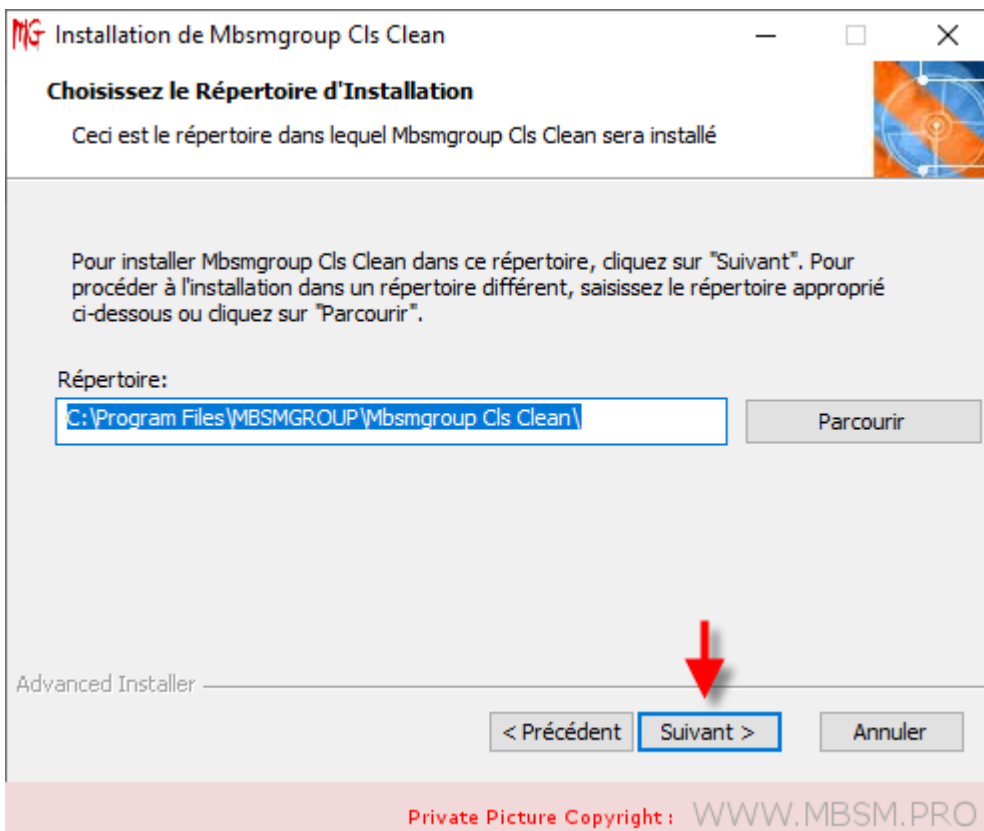 MG Installation de Mbsmgroup Cls Clean
Choisissez le Répertoire d'Installation
Ceci est le répertoire dans lequel Mbsmgroup Cls Clean sera installé
Pour installer Mbsmgroup Cls Clean dans ce répertoire, cliquez sur "Suivant". Pour
procéder à l'installation dans un répertoire différent, saisissez le répertoire approprié
ci-dessous ou cliquez sur "Parcourir".
Répertoire:
C:\Program Files\MBSMGROUP\Mbsmgroup Cls Clean\
Parcourir
Advanced Installer
< Précédent
Suivant >
Annuler
Private Picture Copyright : WWW.MBSM.PRO